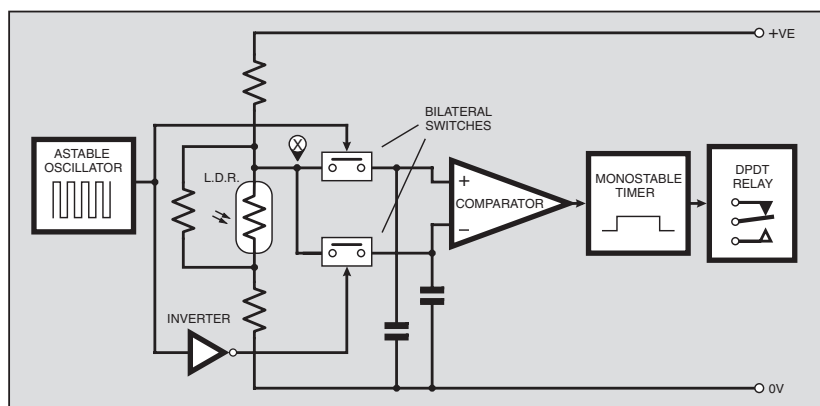 +VE
BILATERAL
SWITCHES
X
ASTABLE
OSCILLATOR
L.D.R.
+
COMPARATOR
–
MONOSTABLE
TIMER
DPDT
RELAY
INVERTER
0V